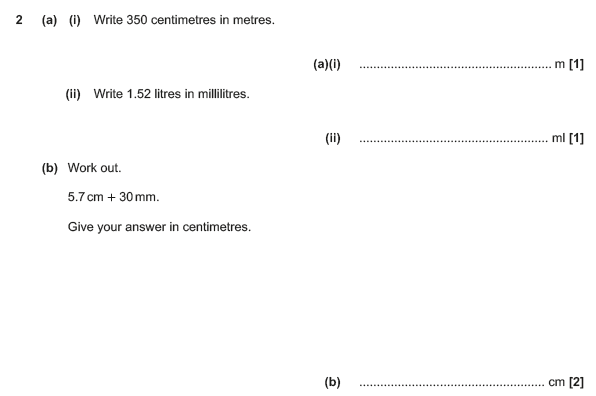 2 (a) (i) Write 350 centimetres in metres.
(a)(i) ....................................................... m [1]
(ii) Write 1.52 litres in millilitres.
(ii) ...................................................... ml [1]
(b) Work out.
5.7 cm + 30 mm.
Give your answer in centimetres.
(b) ..................................................... cm [2]